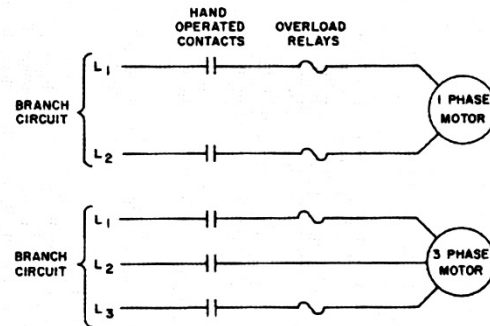 HAND
OPERATED
CONTACTS
OVERLOAD
RELAYS
L1
BRANCH
CIRCUIT
L2
1 PHASE
MOTOR
L1
BRANCH
CIRCUIT
L2
L3
3 PHASE
MOTOR